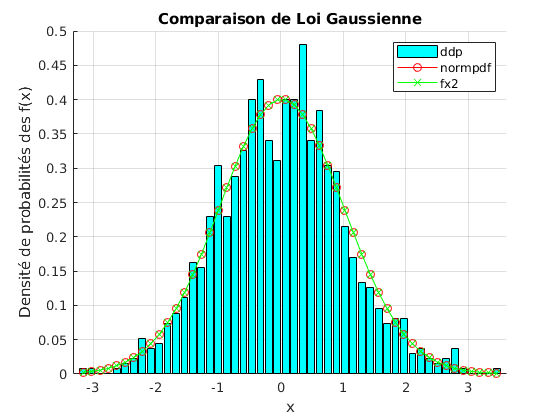 Comparaison de Loi Gaussienne
0.5
0.45
0.4
0.35
0.3
0.25
0.2
0.15
0.1
0.05
0
Densité de probabilités des f(x)
ddp
normpdf
fx2
-3 -2 -1 0 1 2 3
x